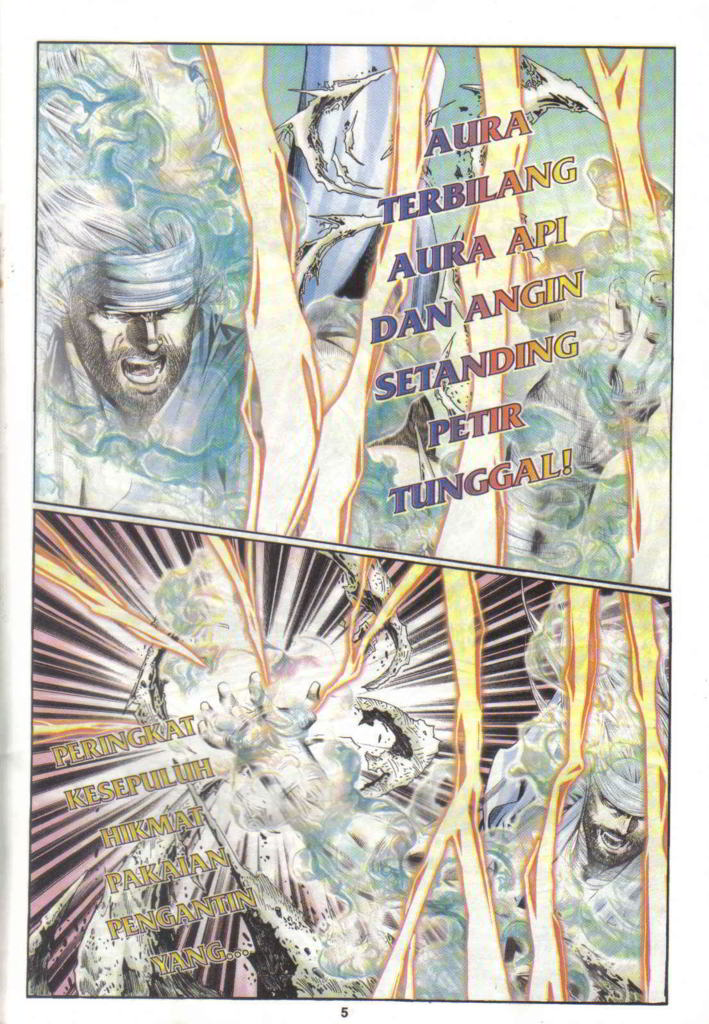 AURA
TERBILANG
AURA API
DAN ANGIN
SETANDING
PETIR
TUNGGAL!
PERINGKAT
KESEPULUH
HIKMAT
PAKAIAN
PENGANTIN
YANG...
5